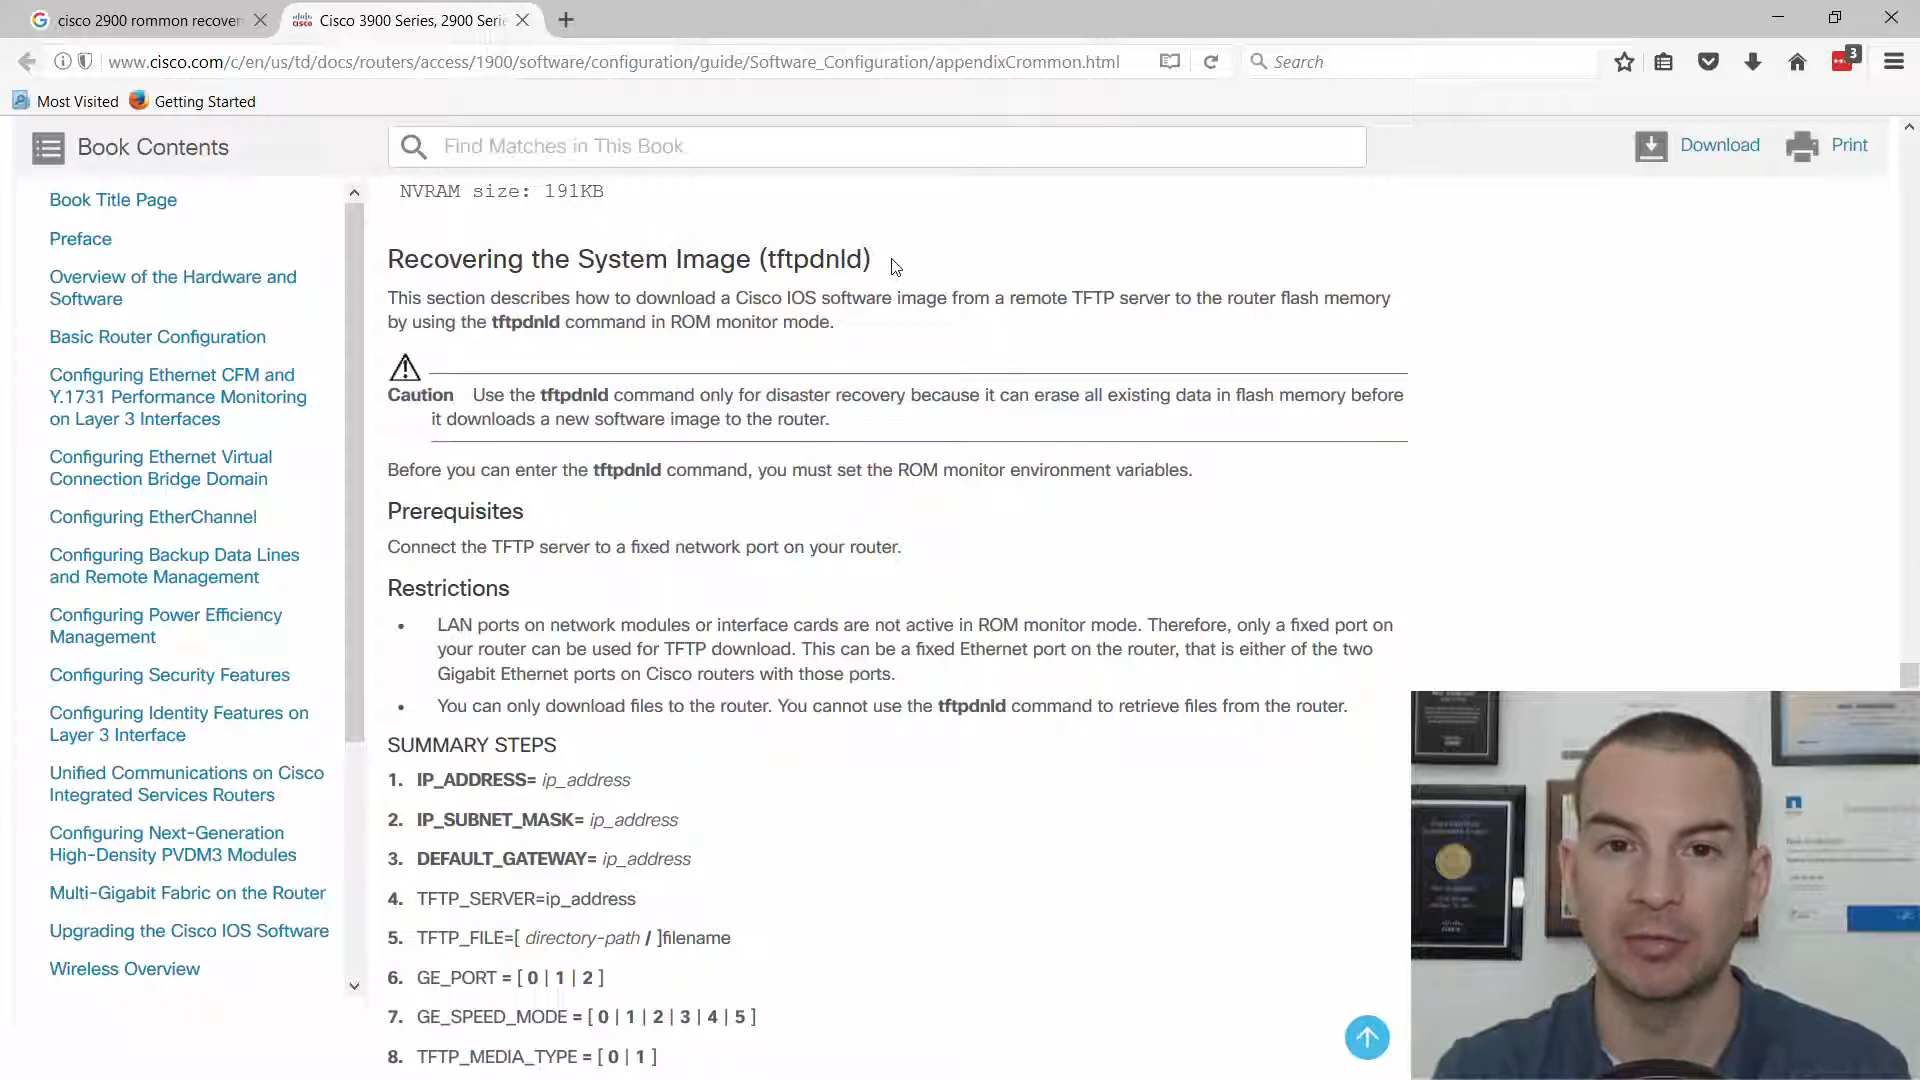 cisco 2900 rommon recover
Cisco 3900 Series, 2900 Serie
www.cisco.com/c/en/us/td/docs/routers/access/1900/software/configuration/guide/Software_Configuration/appendixCrommon.html
Search
3
Most Visited
Getting Started
Book Contents
Find Matches in This Book
Download
Print
Book Title Page
Preface
Overview of the Hardware and
Software
Basic Router Configuration
Configuring Ethernet CFM and
Y.1731 Performance Monitoring
on Layer 3 Interfaces
Configuring Ethernet Virtual
Connection Bridge Domain
Configuring EtherChannel
Configuring Backup Data Lines
and Remote Management
Configuring Power Efficiency
Management
Configuring Security Features
Configuring Identity Features on
Layer 3 Interface
Unified Communications on Cisco
Integrated Services Routers
Configuring Next-Generation
High-Density PVDM3 Modules
Multi-Gigabit Fabric on the Router
Upgrading the Cisco IOS Software
Wireless Overview
NVRAM size: 191KB
Recovering the System Image (tftpdnld)
This section describes how to download a Cisco IOS software image from a remote TFTP server to the router flash memory
by using the tftpdnld command in ROM monitor mode.
Caution Use the tftpdnld command only for disaster recovery because it can erase all existing data in flash memory before
it downloads a new software image to the router.
Before you can enter the tftpdnld command, you must set the ROM monitor environment variables.
Prerequisites
Connect the TFTP server to a fixed network port on your router.
Restrictions
• LAN ports on network modules or interface cards are not active in ROM monitor mode. Therefore, only a fixed port on
your router can be used for TFTP download. This can be a fixed Ethernet port on the router, that is either of the two
Gigabit Ethernet ports on Cisco routers with those ports.
• You can only download files to the router. You cannot use the tftpdnld command to retrieve files from the router.
SUMMARY STEPS
1. IP_ADDRESS= ip_address
2. IP_SUBNET_MASK= ip_address
3. DEFAULT_GATEWAY= ip_address
4. TFTP_SERVER=ip_address
5. TFTP_FILE=[ directory-path / ]filename
6. GE_PORT = [ 0 | 1 | 2 ]
7. GE_SPEED_MODE = [ 0 | 1 | 2 | 3 | 4 | 5 ]
8. TFTP_MEDIA_TYPE = [ 0 | 1 ]